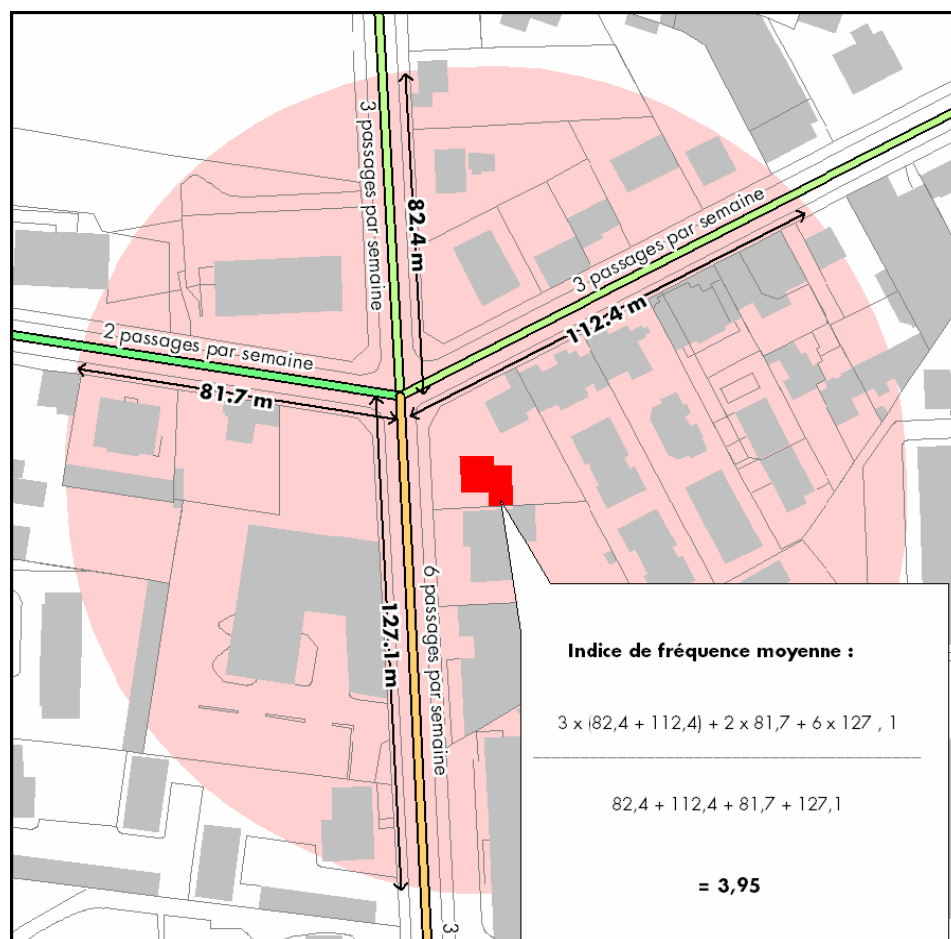 3 passages par semaine
82.4 m
3 passages par semaine
112.4 m
2 passages par semaine
81.7 m
127.1 m
6 passages par semaine
3
Indice de fréquence moyenne :
3 x (82,4 + 112,4) + 2 x 81,7 + 6 x 127 , 1
82,4 + 112,4 + 81,7 + 127,1
= 3,95